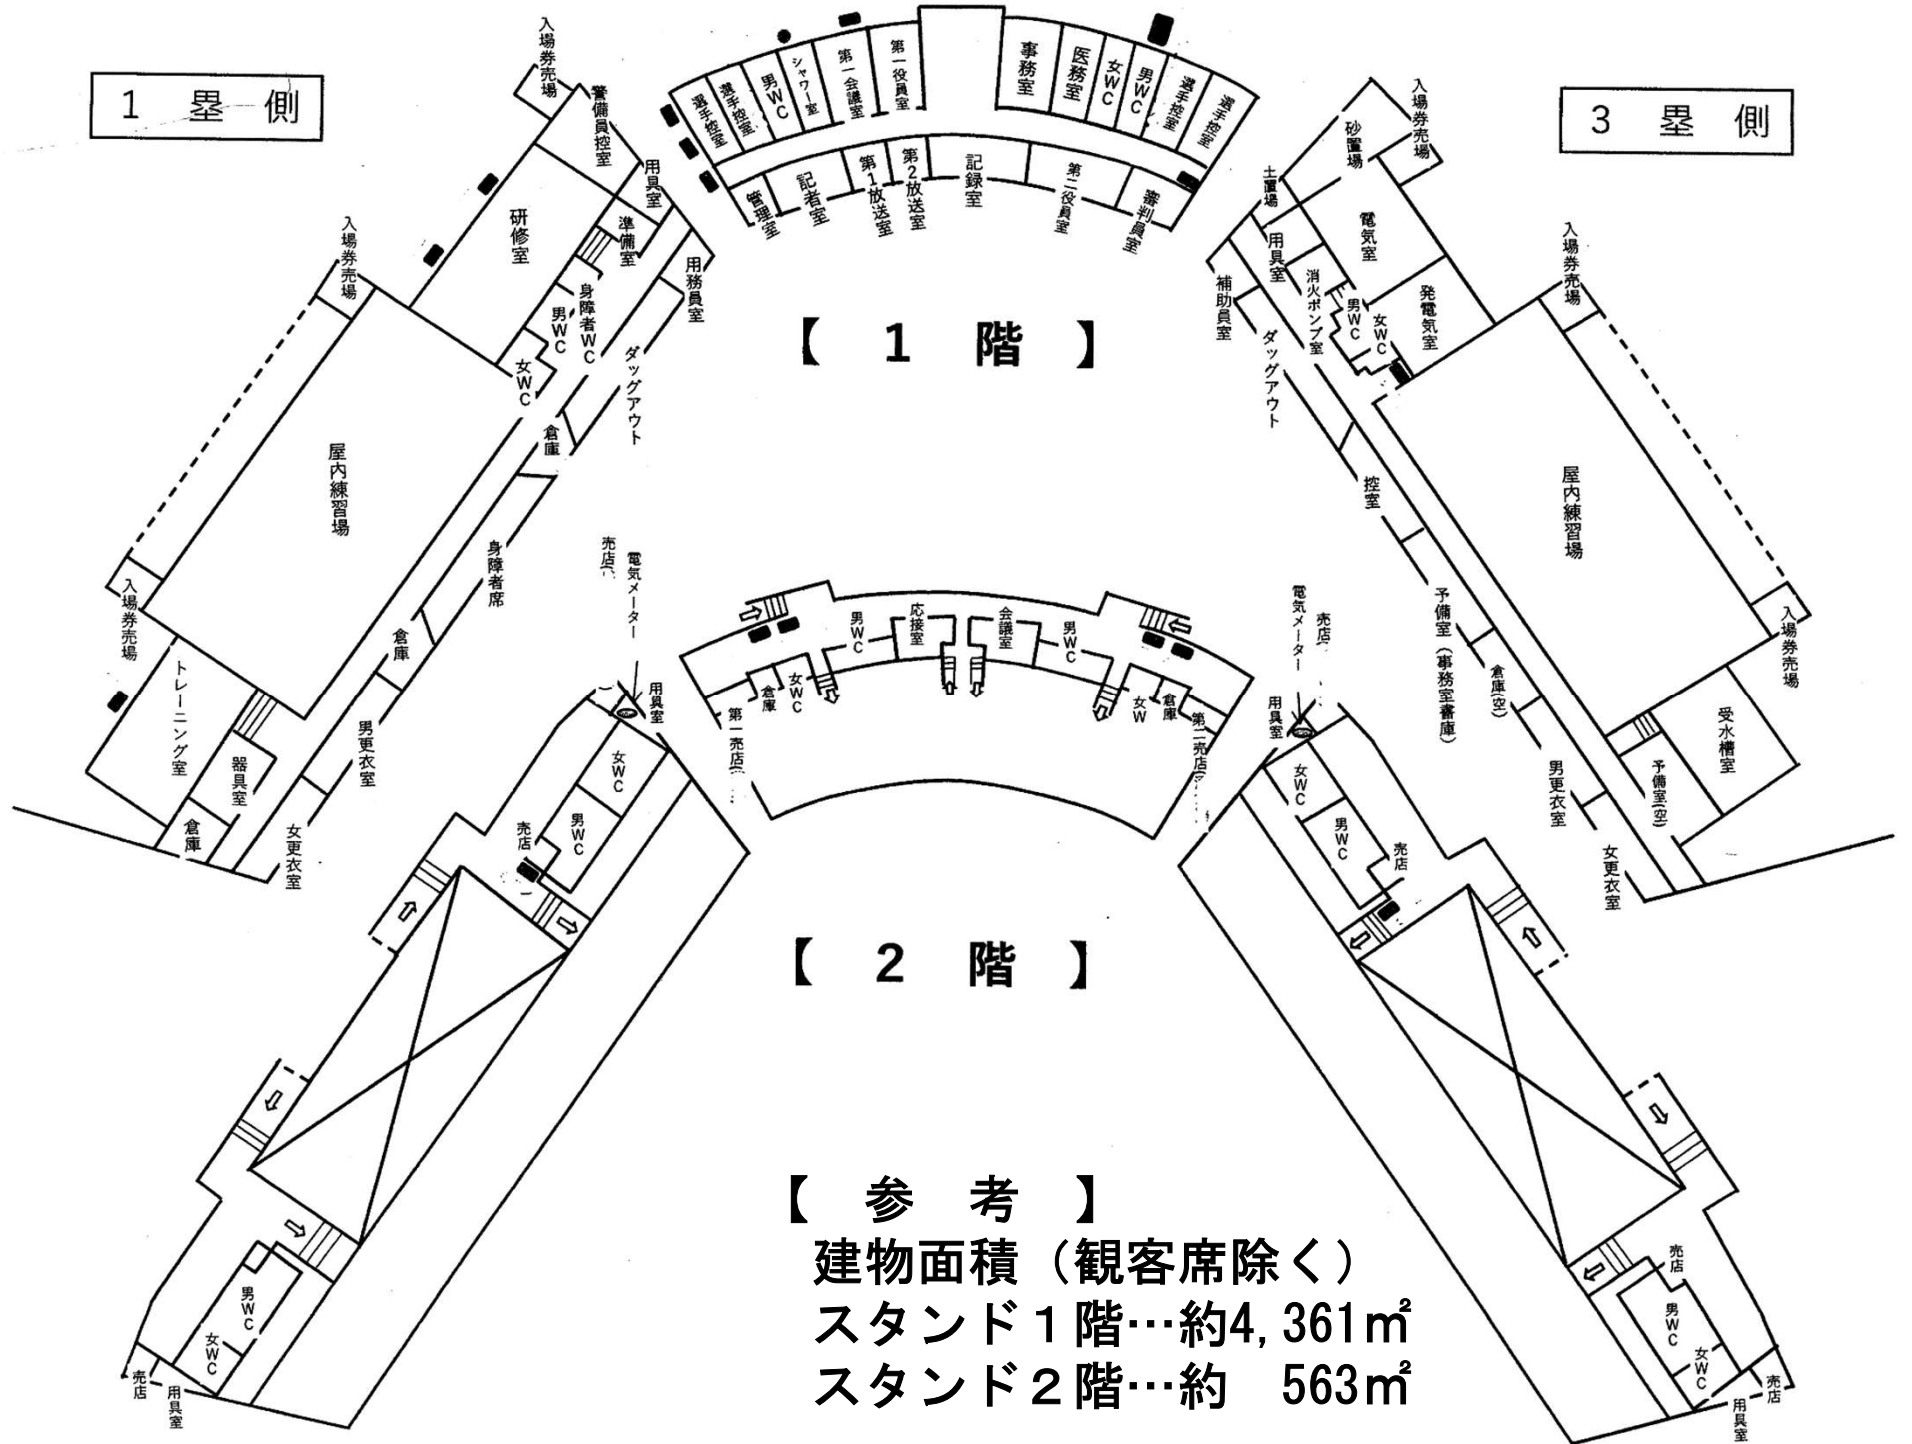 1 塁 側
3 塁 側
入場券売場
警備員控室
用具室
準備室
研修室
身障者WC
男WC
女WC
用務員室
ダッグアウト
倉庫
身障者席
倉庫
男更衣室
女更衣室
入場券売場
屋内練習場
入場券売場
トレーニング室
器具室
倉庫
選手控室
選手控室
男WC
シャワー室
第一会議室
第一役員室
事務室
医務室
女WC
男WC
選手控室
選手控室
管理室
記者室
第1放送室
第2放送室
記録室
第二役員室
審判員室
【 1 階 】
入場券売場
砂置場
土置場
電気室
用具室
消火ポンプ室
男WC
女WC
発電気室
補助員室
ダッグアウト
控室
予備室(事務室書庫)
倉庫(空)
男更衣室
女更衣室
入場券売場
屋内練習場
入場券売場
受水槽室
予備室(空)
売店
電気メーター
用具室
女WC
男WC
売店
男WC
女WC
売店
用具室
男WC
応接室
会議室
男WC
倉庫
女WC
第一売店
女W
倉庫
第二売店
電気メーター
売店
用具室
女WC
男WC
売店
売店
男WC
女WC
売店
用具室
【 2 階 】
【 参 考 】
建物面積（観客席除く）
スタンド１階…約4,361㎡
スタンド２階…約 563㎡